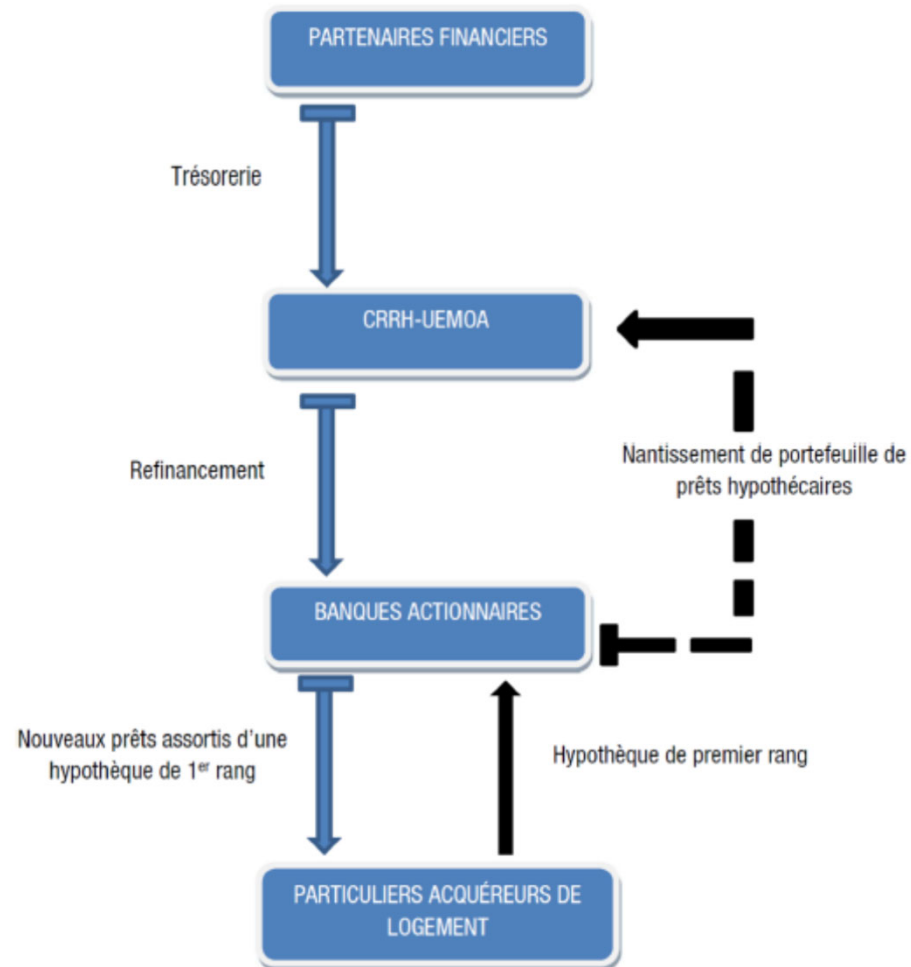 PARTENAIRES FINANCIERS
Trésorerie
CRRH-UEMOA
Refinancement
Nantissement de portefeuille de
prêts hypothécaires
BANQUES ACTIONNAIRES
Nouveaux prêts assortis d’une
hypothèque de 1er rang
Hypothèque de premier rang
PARTICULIERS ACQUÉREURS DE
LOGEMENT